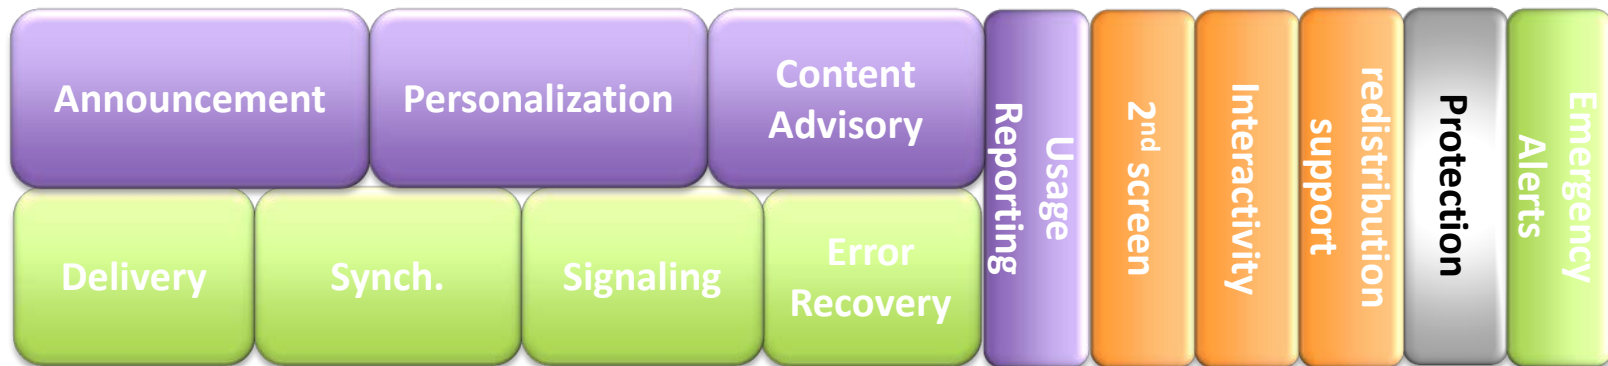 Announcement
Personalization
Content
Advisory
Delivery
Synch.
Signaling
Error
Recovery
Usage
Reporting
2nd screen
Interactivity
redistribution
support
Protection
Emergency
Alerts